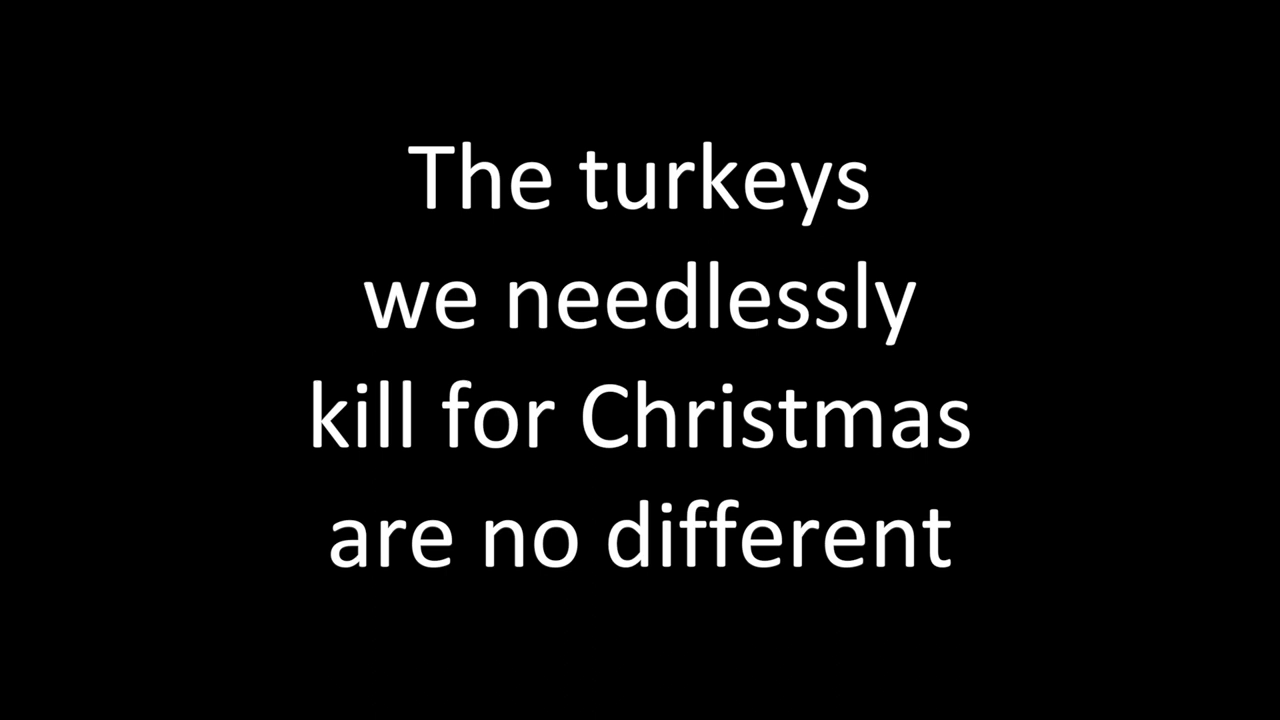 The turkeys
we needlessly
kill for Christmas
are no different